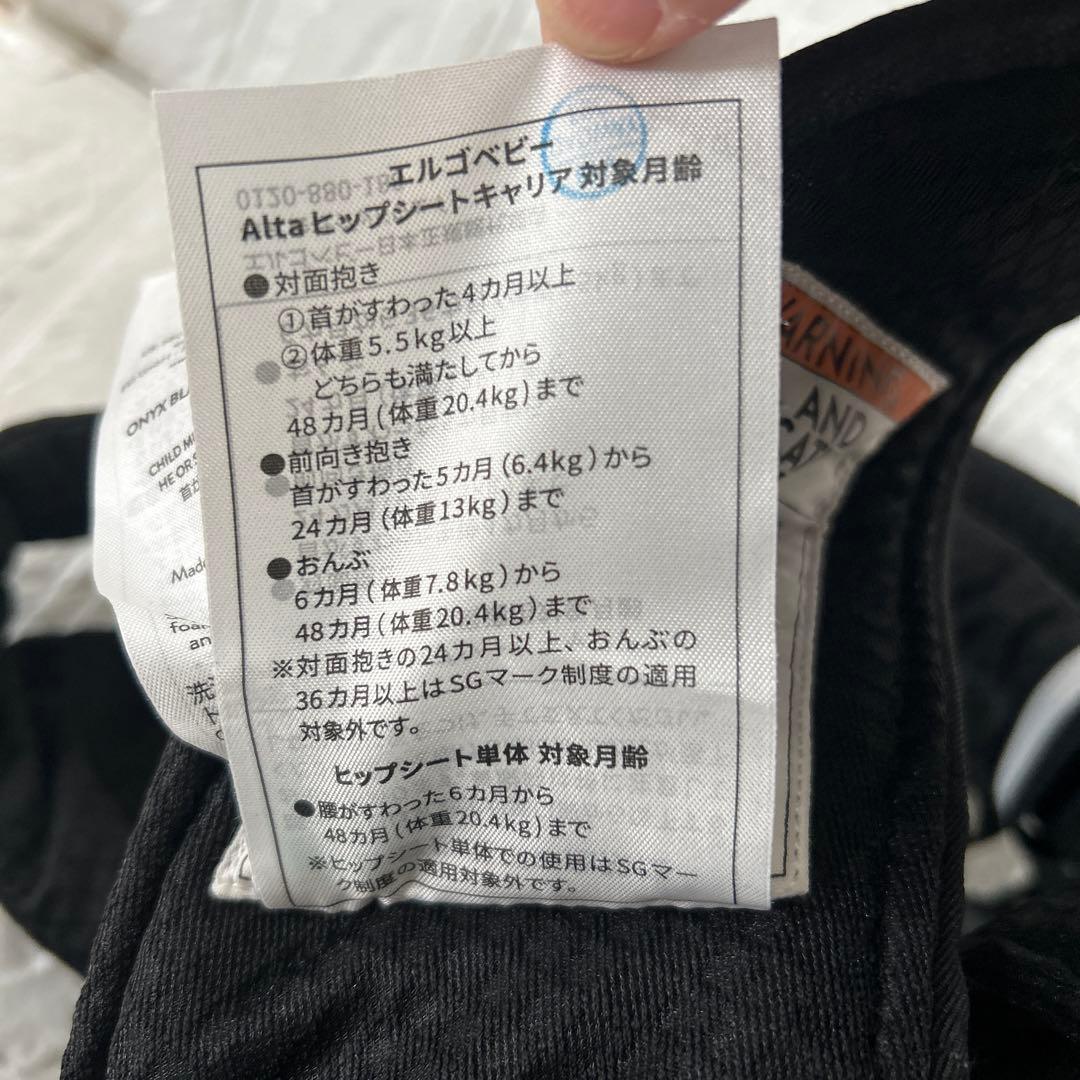 エルゴベビー
Altaヒップシートキャリア 対象月齢
●対面抱き
①首がすわった4カ月以上
②体重5.5kg以上
どちらも満たしてから
48カ月(体重20.4kg)まで
●前向き抱き
首がすわった5カ月(6.4kg)から
24カ月(体重13kg)まで
●おんぶ
6カ月(体重7.8kg)から
48カ月(体重20.4kg)まで
※対面抱きの24カ月以上、おんぶの
36カ月以上はSGマーク制度の適用
対象外です。
ヒップシート単体 対象月齢
●腰がすわった6カ月から
48カ月(体重20.4kg)まで
※ヒップシート単体での使用はSGマー
ク制度の適用対象外です。
0120-880-18
ONYX
CHILD
HE OR
Made
WARNING
AND